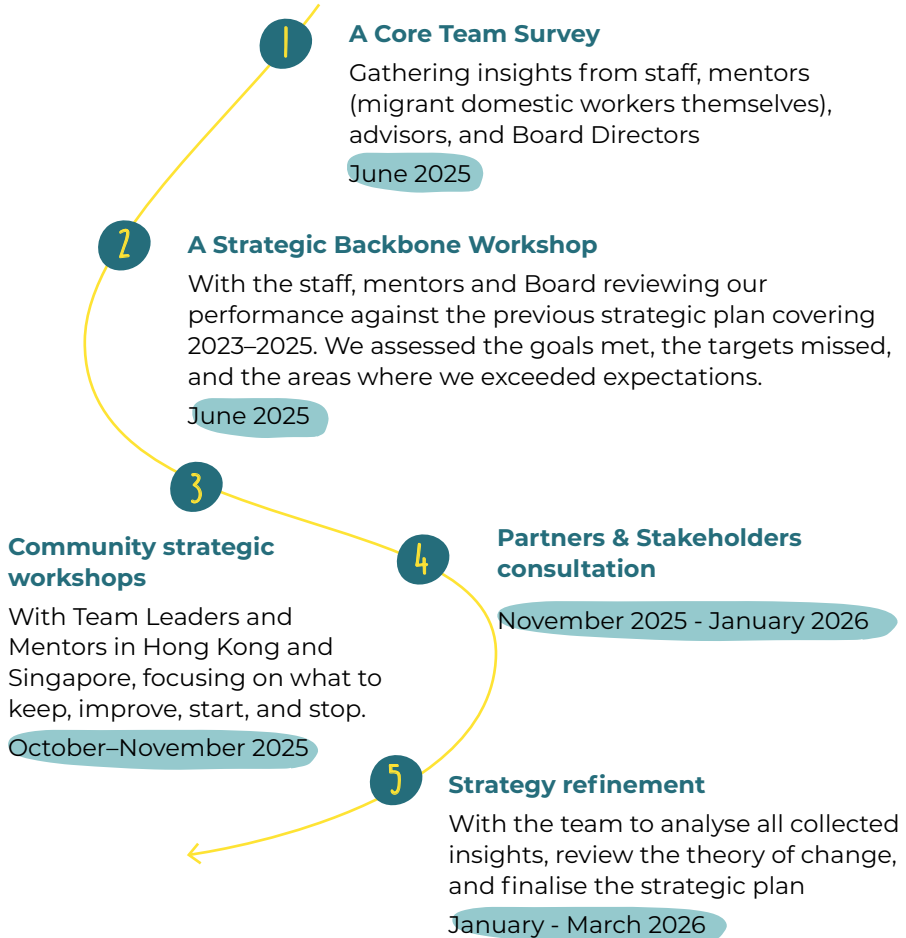 1
A Core Team Survey
Gathering insights from staff, mentors
(migrant domestic workers themselves),
advisors, and Board Directors
June 2025
2
A Strategic Backbone Workshop
With the staff, mentors and Board reviewing our
performance against the previous strategic plan covering
2023–2025. We assessed the goals met, the targets missed,
and the areas where we exceeded expectations.
June 2025
3
Community strategic
workshops
With Team Leaders and
Mentors in Hong Kong and
Singapore, focusing on what to
keep, improve, start, and stop.
October–November 2025
4
Partners & Stakeholders
consultation
November 2025 - January 2026
5
Strategy refinement
With the team to analyse all collected
insights, review the theory of change,
and finalise the strategic plan
January - March 2026